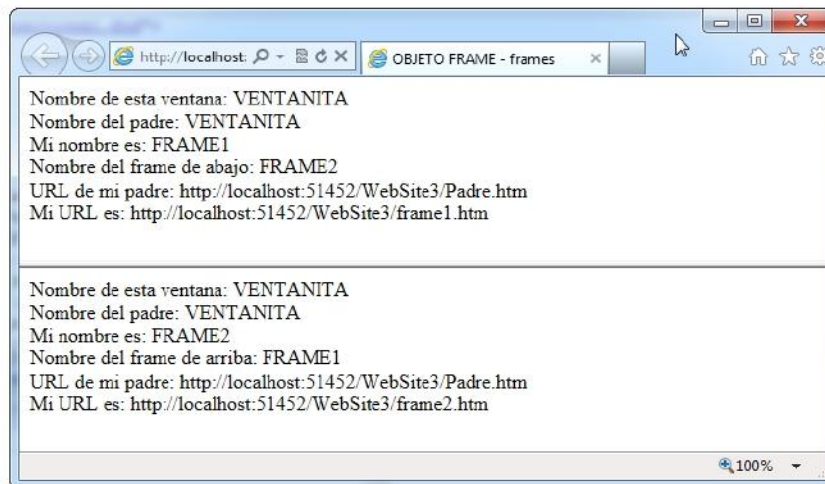 http://localhost:
OBJETO FRAME - frames
Nombre de esta ventana: VENTANITA
Nombre del padre: VENTANITA
Mi nombre es: FRAME1
Nombre del frame de abajo: FRAME2
URL de mi padre: http://localhost:51452/WebSite3/Padre.htm
Mi URL es: http://localhost:51452/WebSite3/frame1.htm
Nombre de esta ventana: VENTANITA
Nombre del padre: VENTANITA
Mi nombre es: FRAME2
Nombre del frame de arriba: FRAME1
URL de mi padre: http://localhost:51452/WebSite3/Padre.htm
Mi URL es: http://localhost:51452/WebSite3/frame2.htm
100%